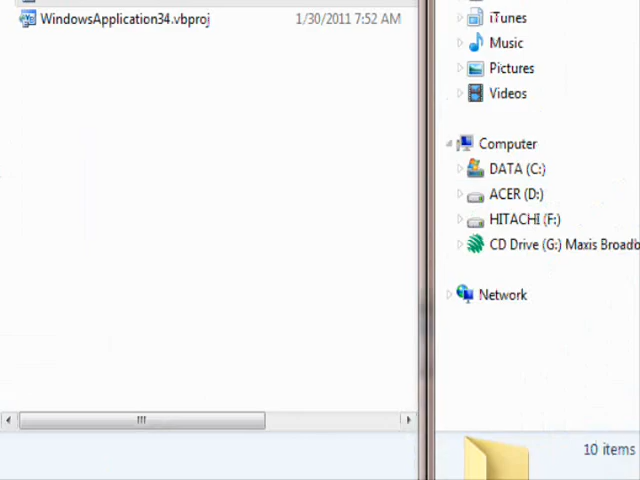 WindowsApplication34.vbproj 1/30/2011 7:52 AM
iTunes
Music
Pictures
Videos
Computer
DATA (C:)
ACER (D:)
HITACHI (F:)
CD Drive (G:) Maxis Broadb
Network
10 items